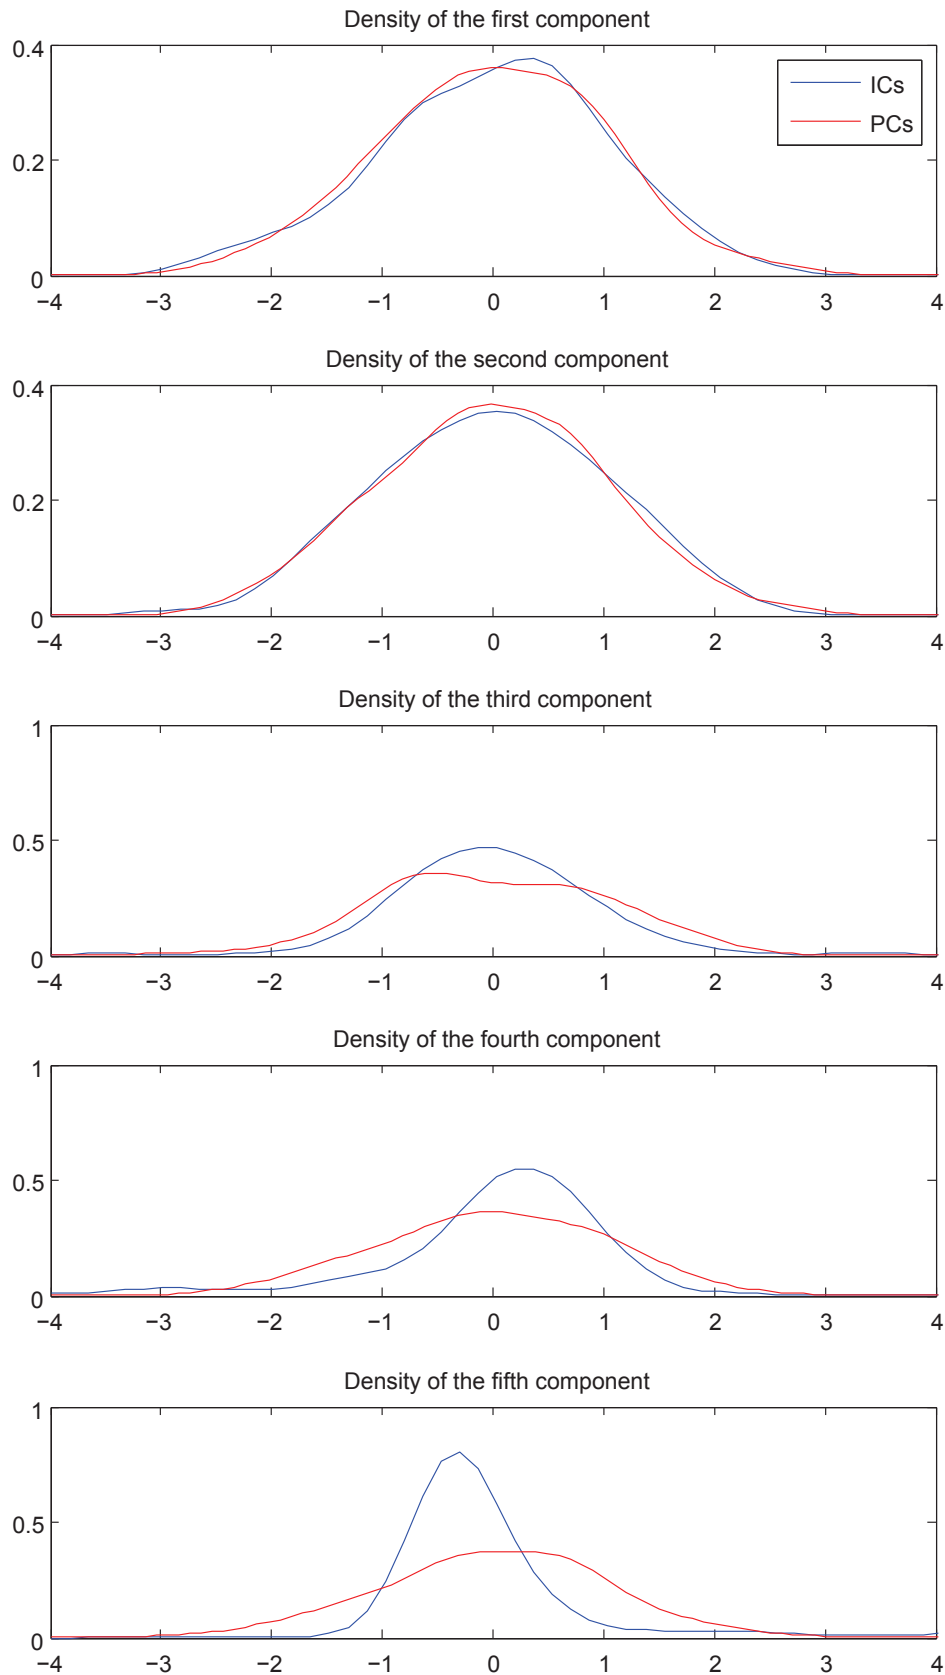 Density of the first component
0.4
ICs
PCs
0.2
0
−4 −3 −2 −1 0 1 2 3 4
Density of the second component
0.4
0.2
0
−4 −3 −2 −1 0 1 2 3 4
Density of the third component
1
0.5
0
−4 −3 −2 −1 0 1 2 3 4
Density of the fourth component
1
0.5
0
−4 −3 −2 −1 0 1 2 3 4
Density of the fifth component
1
0.5
0
−4 −3 −2 −1 0 1 2 3 4